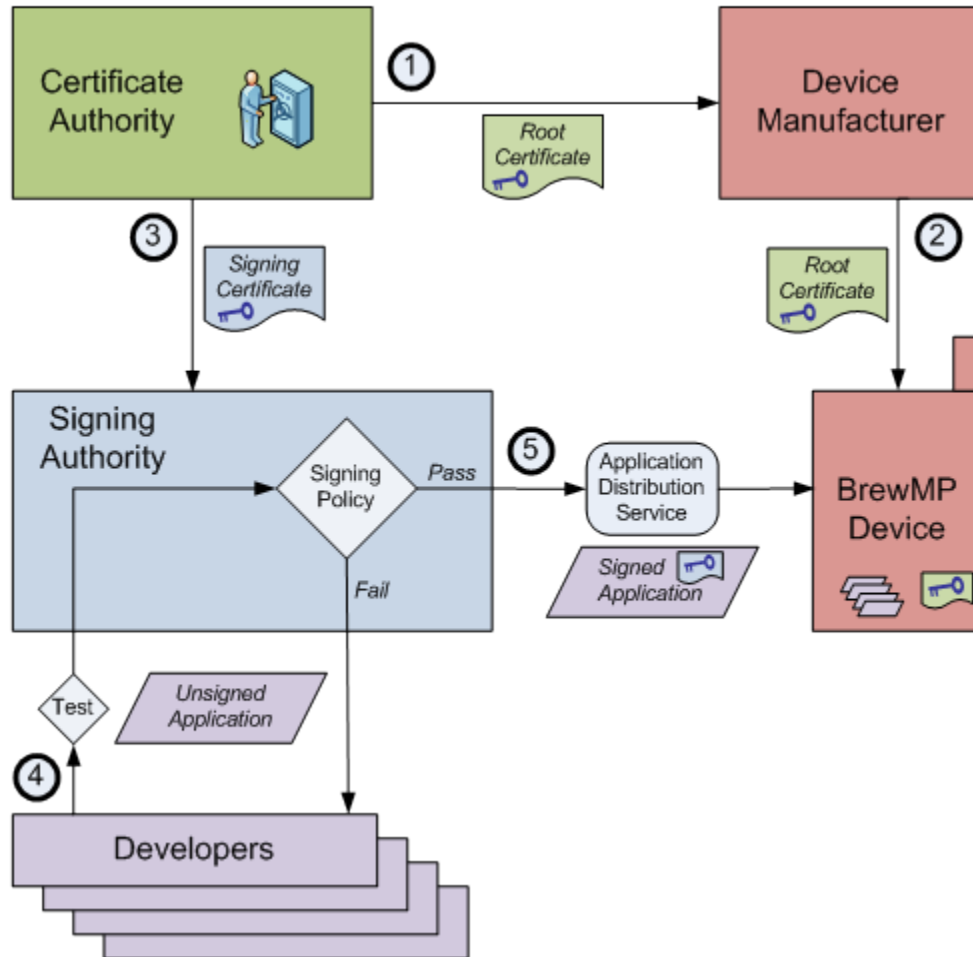 Certificate
Authority
1
Device
Manufacturer
Root
Certificate
3
2
Signing
Certificate
Root
Certificate
Signing
Authority
Signing
Policy
Pass
5
Application
Distribution
Service
BrewMP
Device
Fail
Signed
Application
Test
Unsigned
Application
4
Developers